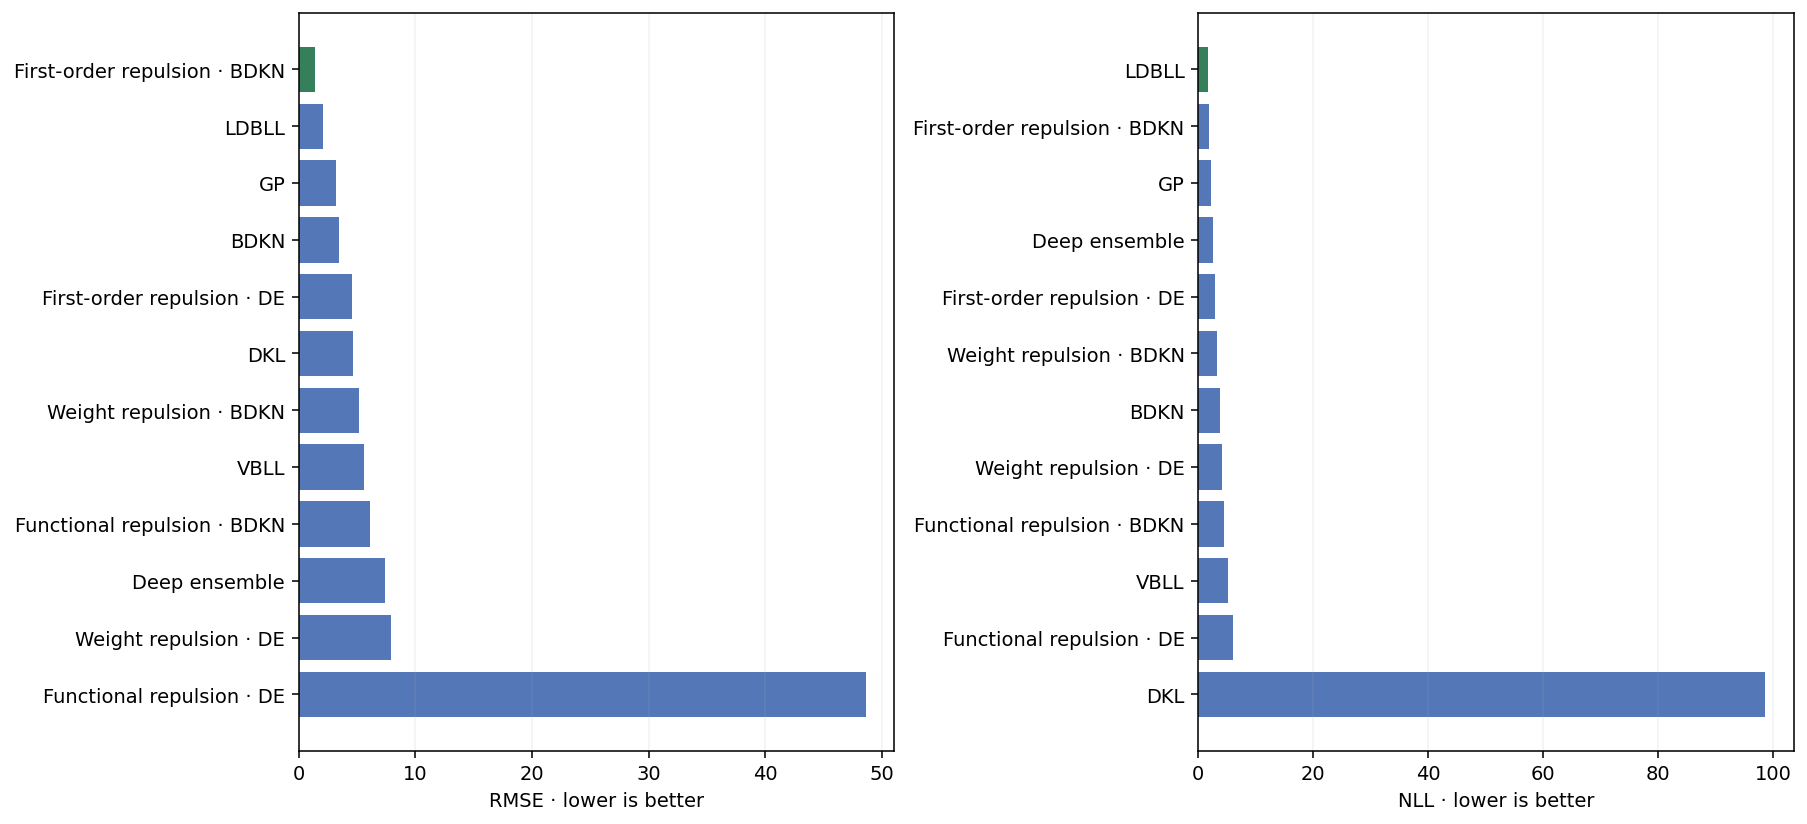 First-order repulsion · BDKN
LDBLL
GP
BDKN
First-order repulsion · DE
DKL
Weight repulsion · BDKN
VBLL
Functional repulsion · BDKN
Deep ensemble
Weight repulsion · DE
Functional repulsion · DE
0 10 20 30 40 50
RMSE · lower is better
LDBLL
First-order repulsion · BDKN
GP
Deep ensemble
First-order repulsion · DE
Weight repulsion · BDKN
BDKN
Weight repulsion · DE
Functional repulsion · BDKN
VBLL
Functional repulsion · DE
DKL
0 20 40 60 80 100
NLL · lower is better